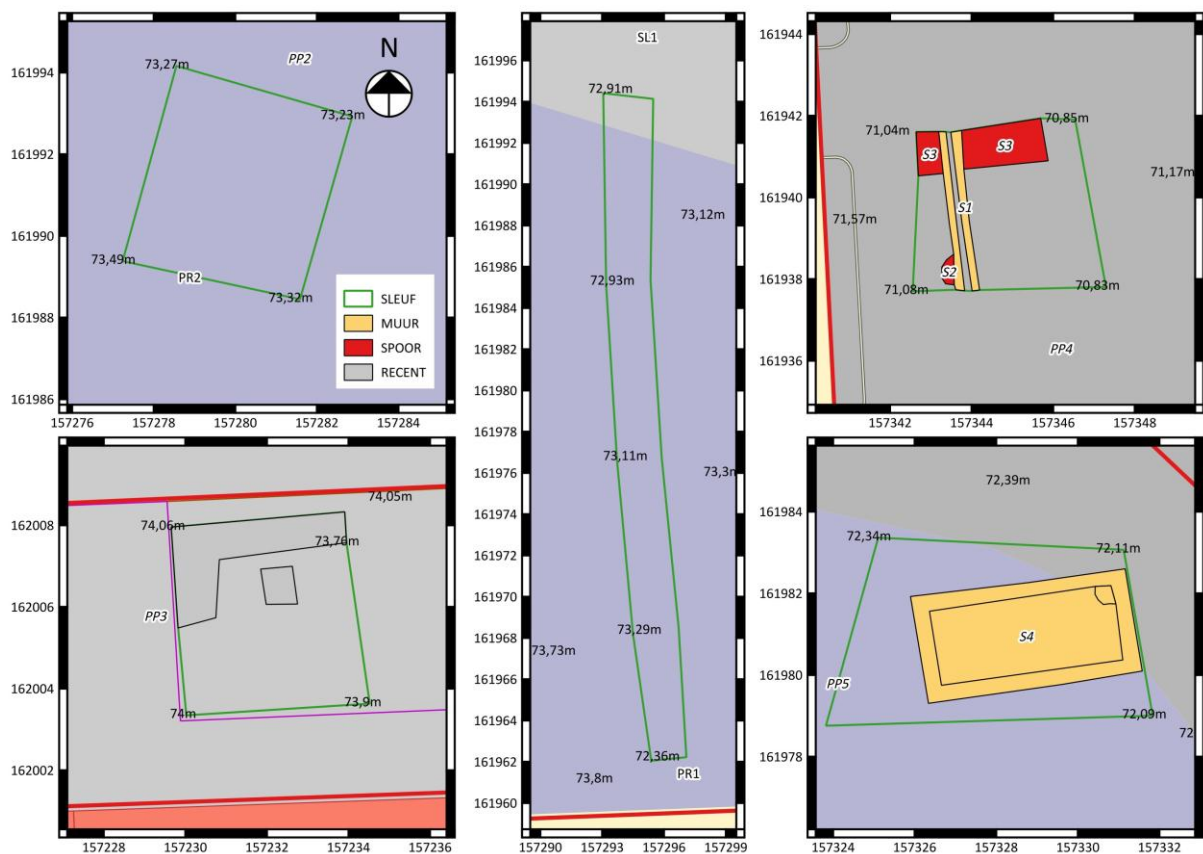 161994
161992
161990
161988
161986
73,27m
PP2
N
73,23m
73,49m
PR2
73,32m
SLEUF
MUUR
SPOOR
RECENT
157276
157278
157280
157282
157284
162008
162006
162004
162002
74,05m
74,06m
73,76m
PP3
74m
73,9m
157228
157230
157232
157234
157236
161996
161994
161992
161990
161988
161986
161984
161982
161980
161978
161976
161974
161972
161970
161968
161966
161964
161962
161960
SL1
72,91m
73,12m
72,93m
73,11m
73,3m
73,29m
73,73m
72,36m
73,8m
PR1
157290
157293
157296
157299
161944
161942
161940
161938
161936
71,04m
70,85m
S3
S3
71,17m
S1
71,57m
S2
71,08m
70,83m
PP4
157342
157344
157346
157348
161984
161982
161980
161978
72,39m
72,34m
72,11m
S4
PP5
72,09m
72
157324
157326
157328
157330
157332